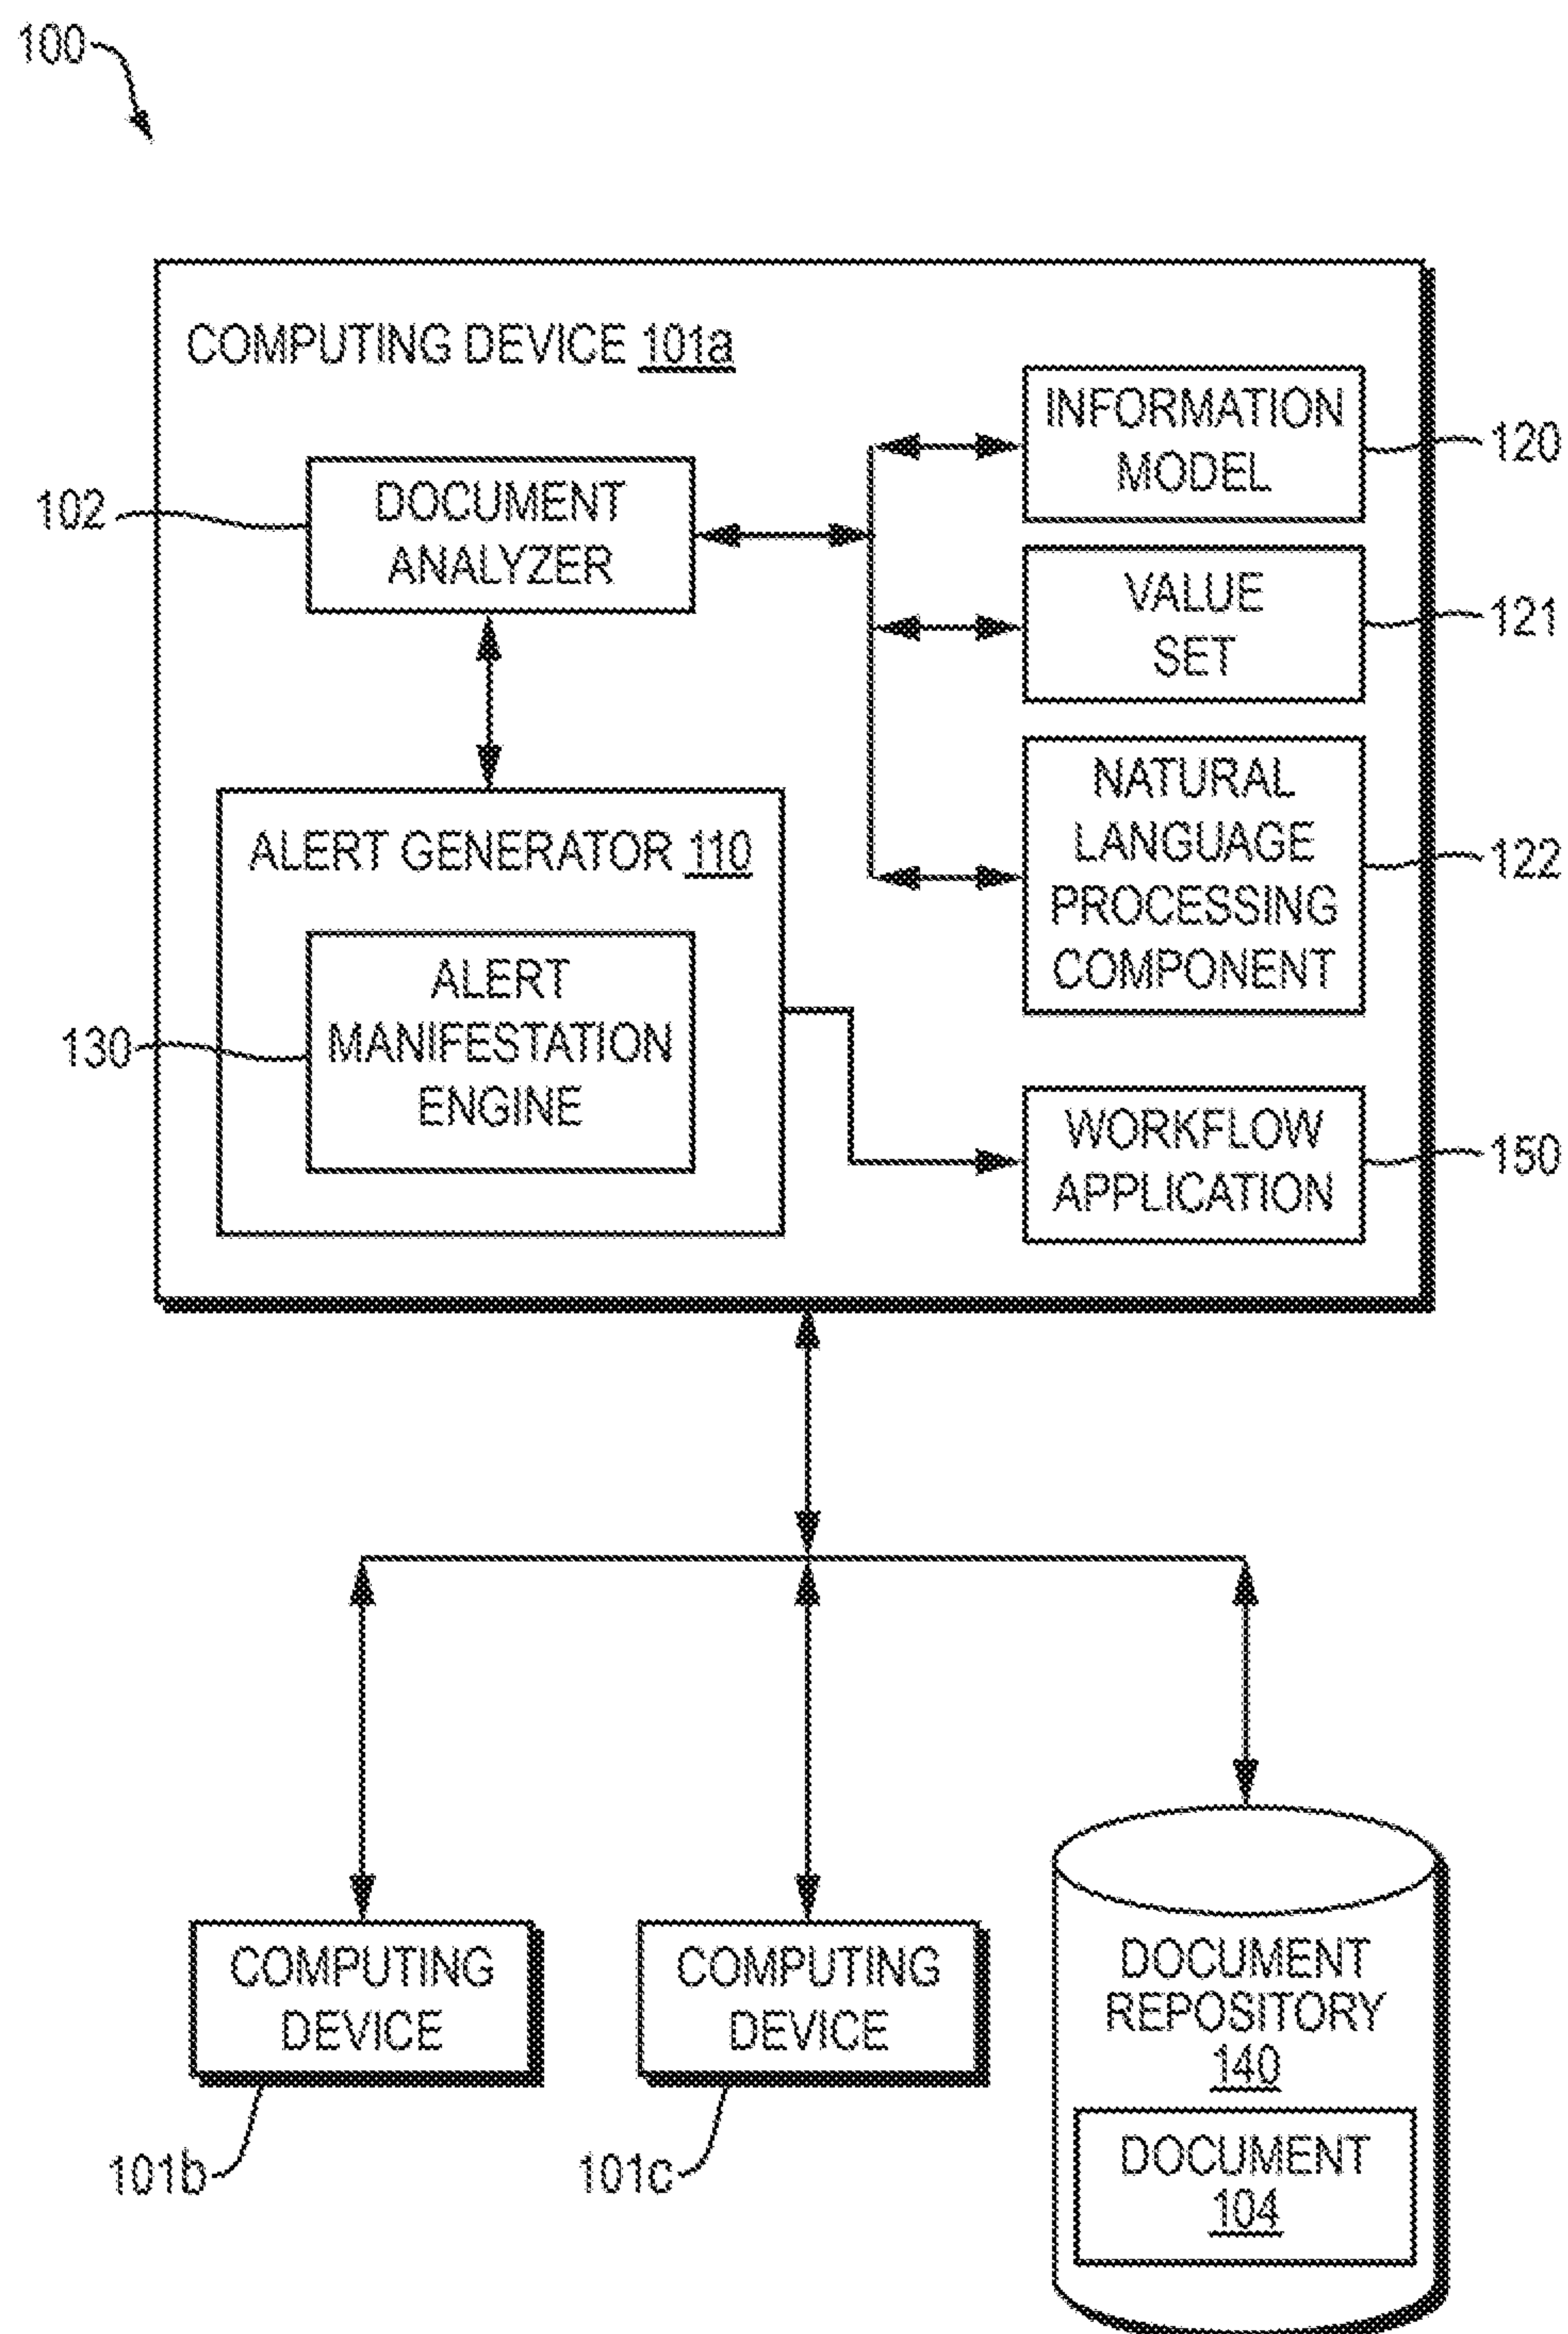 100
COMPUTING DEVICE 101a
INFORMATION
MODEL
120
102
DOCUMENT
ANALYZER
VALUE
SET
121
NATURAL
LANGUAGE
PROCESSING
COMPONENT
122
ALERT GENERATOR 110
130
ALERT
MANIFESTATION
ENGINE
WORKFLOW
APPLICATION
150
COMPUTING
DEVICE
101b
COMPUTING
DEVICE
101c
DOCUMENT
REPOSITORY
140
DOCUMENT
104